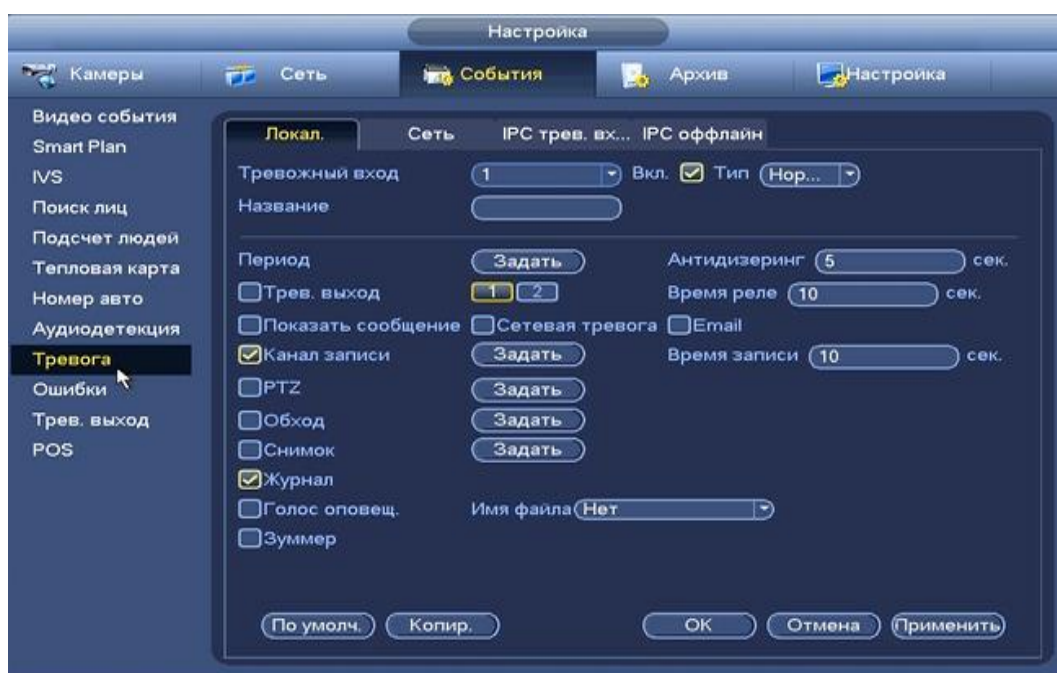 Настройка
Камеры Сеть События Архив Настройка
Видео события
Smart Plan
IVS
Поиск лиц
Подсчет людей
Тепловая карта
Номер авто
Аудиодетекция
Тревога
Ошибки
Трев. выход
POS
Локал. Сеть IPC трев. вх... IPC оффлайн
Тревожный вход 1 Вкл. Тип Нор...
Название
Период Задать Антидизеринг 5 сек.
Трев. выход 1 2 Время реле 10 сек.
Показать сообщение Сетевая тревога Email
Канал записи Задать Время записи 10 сек.
PTZ Задать
Обход Задать
Снимок Задать
Журнал
Голос оповещ. Имя файла Нет
Зуммер
По умолч. Копир. OK Отмена Применить